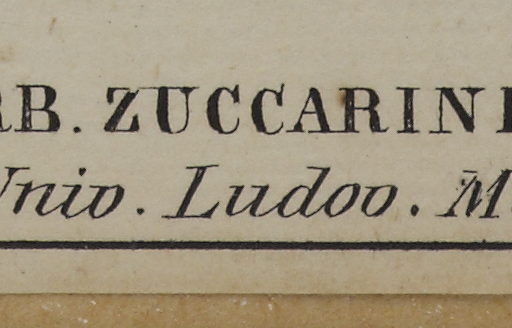 RB. ZUCCARINI
Univ. Ludov. M